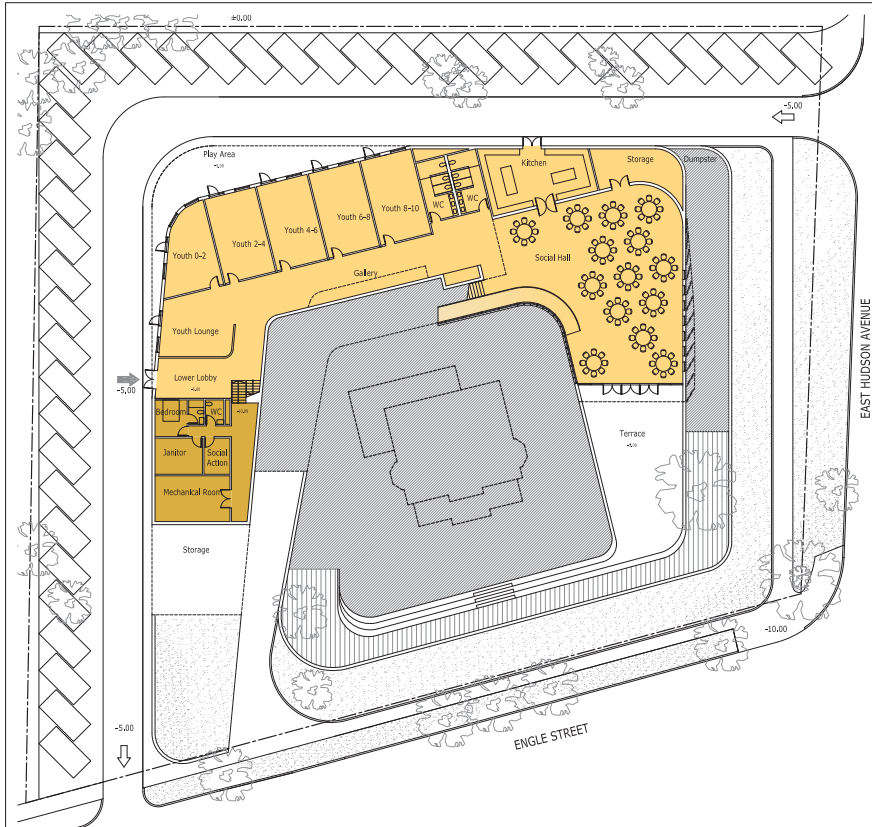 ±0.00
-5.00
Play Area
-5.00
Kitchen
Storage
Dumpster
WC
WC
Youth 8-10
Youth 6-8
Youth 4-6
Youth 2-4
Youth 0-2
Social Hall
Gallery
Youth Lounge
EAST HUDSON AVENUE
Lower Lobby
-5.00
Bedroom
WC
Terrace
Janitor
Social
Action
Mechanical Room
Storage
-10.00
-5.00
ENGLE STREET